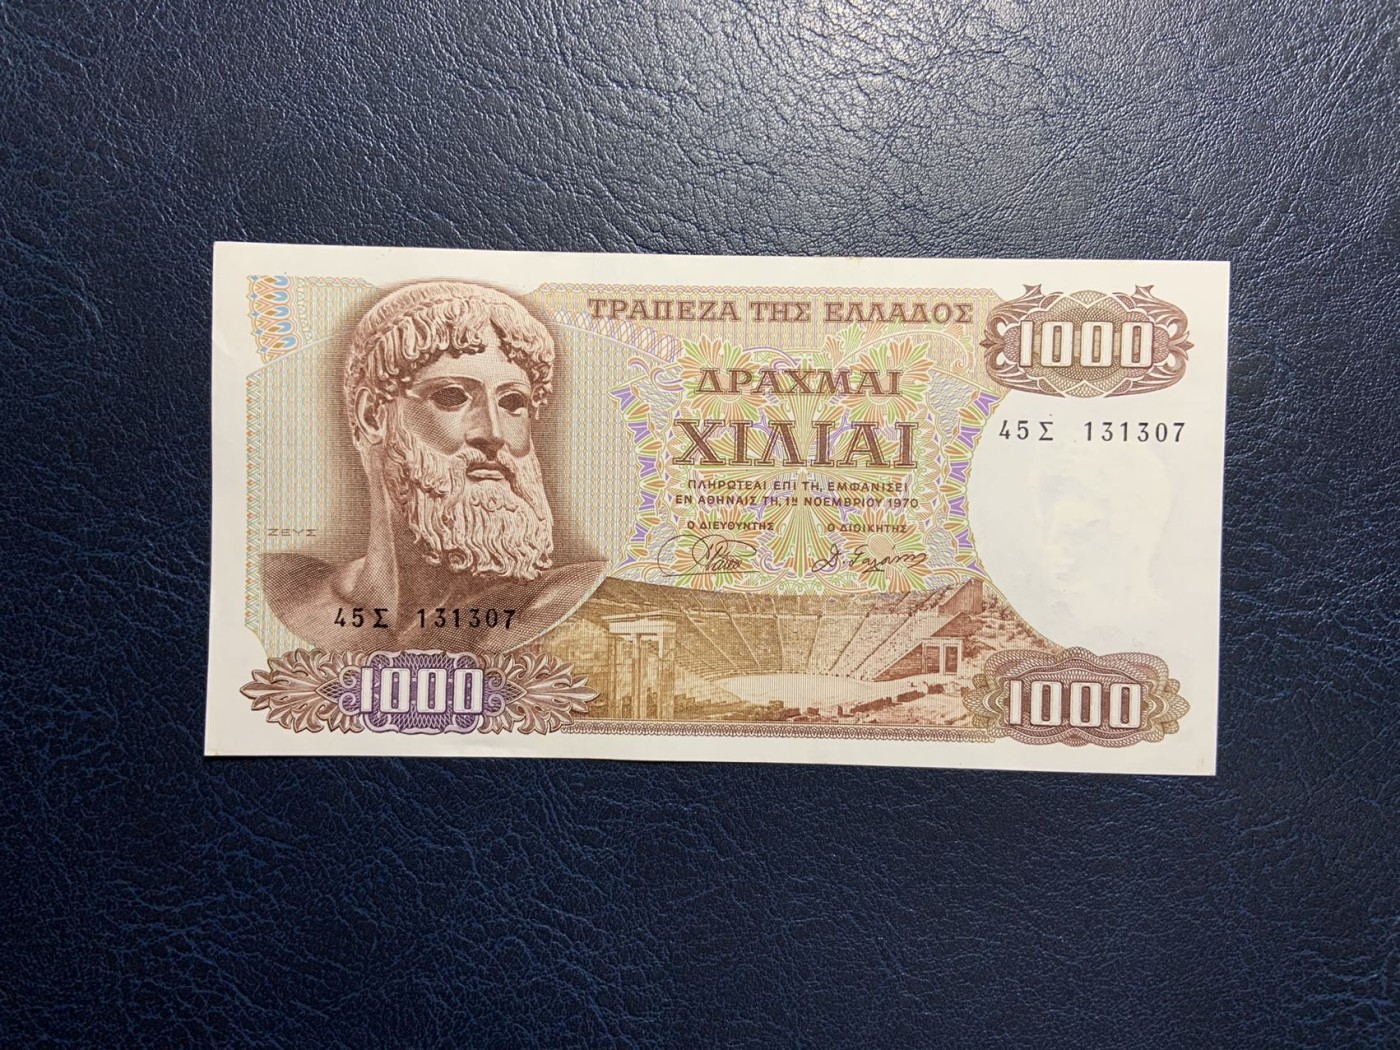 ΤΡΑΠΕΖΑ ΤΗΣ ΕΛΛΑΔΟΣ
1000
ΔΡΑΧΜΑΙ
ΧΙΛΙΑΙ
45Σ 131307
ΠΛΗΡΩΤΕΑΙ ΕΠΙ ΤΗ, ΕΜΦΑΝΙΣΕΙ
ΕΝ ΑΘΗΝΑΙΣ ΤΗ, 1ῃ ΝΟΕΜΒΡΙΟΥ 1970
Ο ΔΙΕΥΘΥΝΤΗΣ Ο ΔΙΟΙΚΗΤΗΣ
ΖΕΥΣ
45Σ 131307
1000
1000